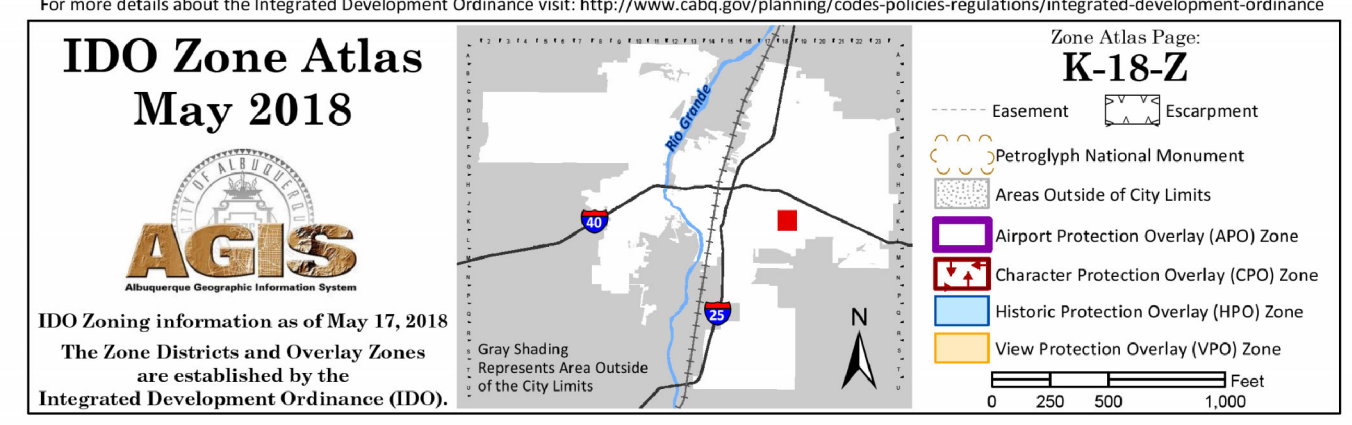 For more details about the Integrated Development Ordinance visit: http://www.cabq.gov/planning/codes-policies-regulations/integrated-development-ordinance
IDO Zone Atlas
May 2018
CITY OF ALBUQUERQUE
AGIS
Albuquerque Geographic Information System
IDO Zoning information as of May 17, 2018
The Zone Districts and Overlay Zones
are established by the
Integrated Development Ordinance (IDO).
Rio Grande
40
25
N
Gray Shading
Represents Area Outside
of the City Limits
Zone Atlas Page:
K-18-Z
Easement
Escarpment
Petroglyph National Monument
Areas Outside of City Limits
Airport Protection Overlay (APO) Zone
Character Protection Overlay (CPO) Zone
Historic Protection Overlay (HPO) Zone
View Protection Overlay (VPO) Zone
Feet
0 250 500 1,000